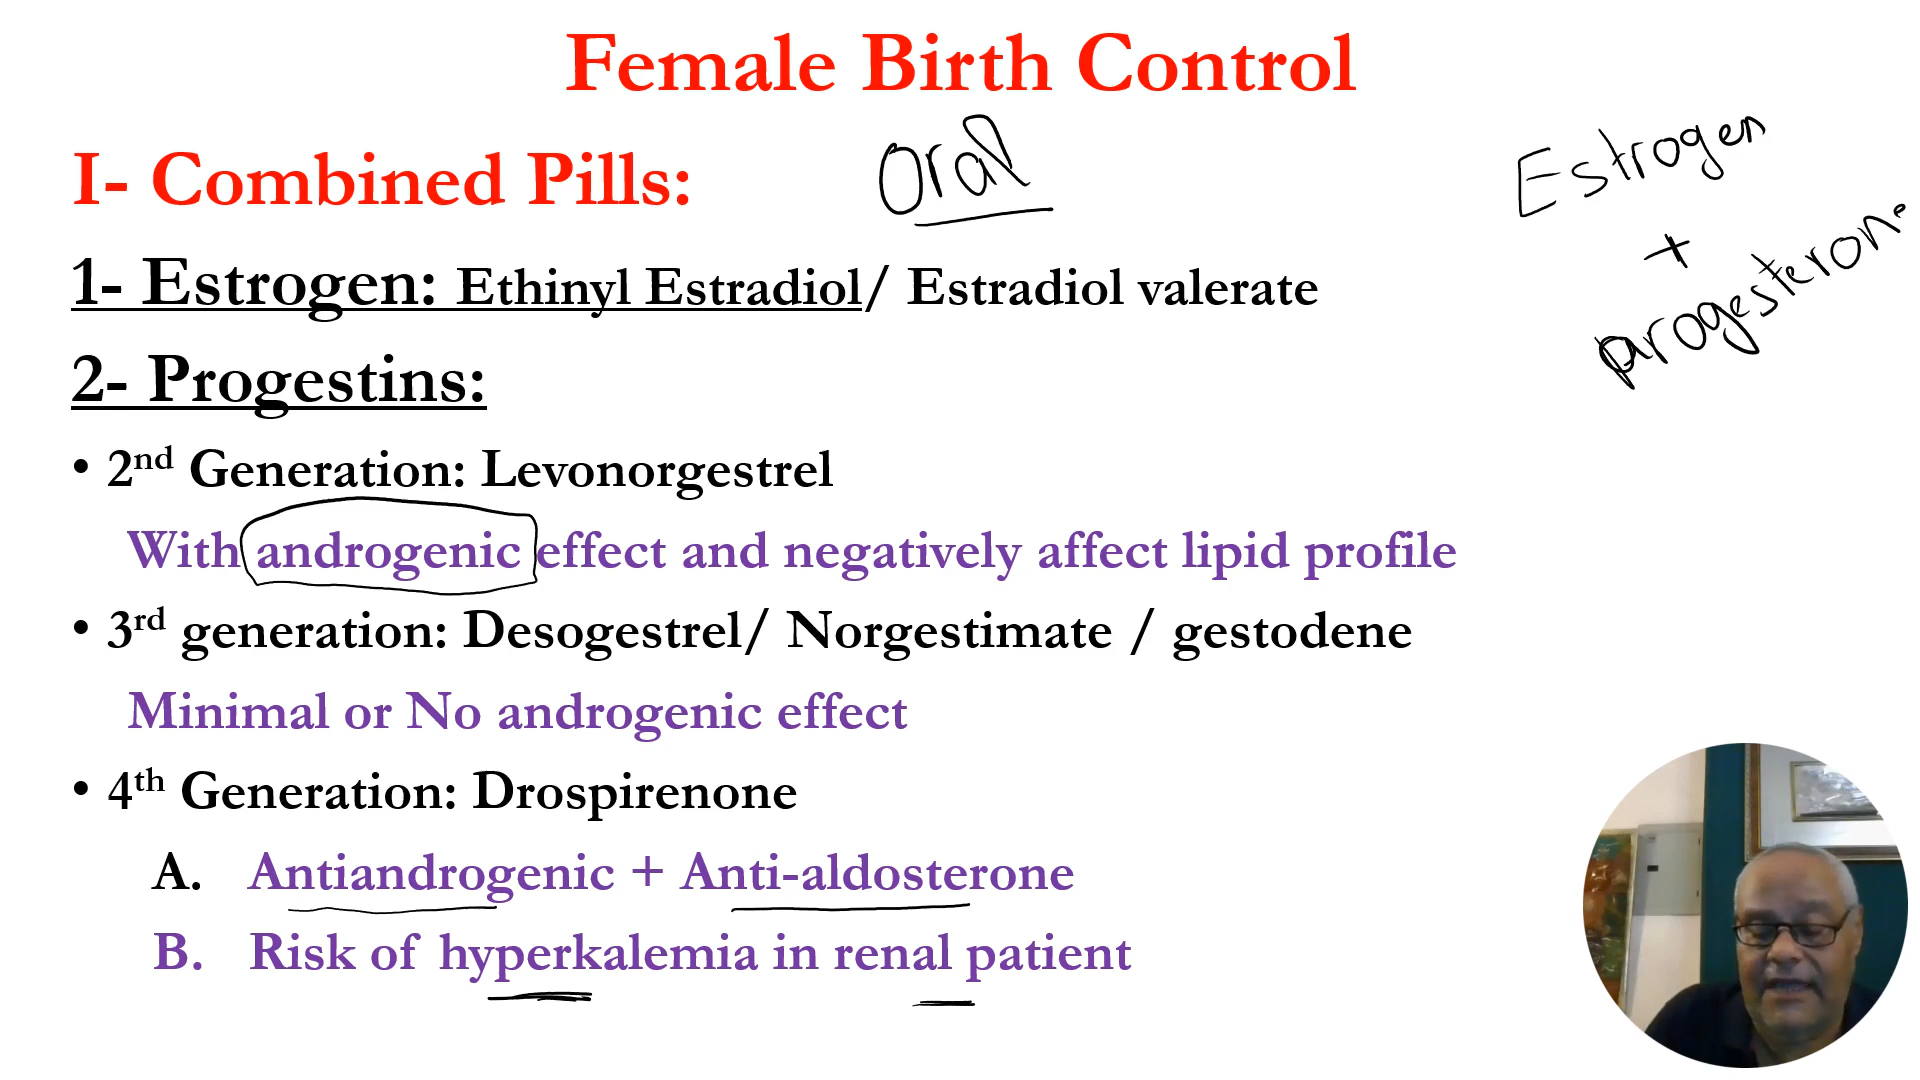 Female Birth Control
I- Combined Pills:
Oral
Estrogen
+
progesterone
1- Estrogen: Ethinyl Estradiol/ Estradiol valerate
2- Progestins:
• 2nd Generation: Levonorgestrel
With androgenic effect and negatively affect lipid profile
• 3rd generation: Desogestrel/ Norgestimate / gestodene
Minimal or No androgenic effect
• 4th Generation: Drospirenone
A. Antiandrogenic + Anti-aldosterone
B. Risk of hyperkalemia in renal patient